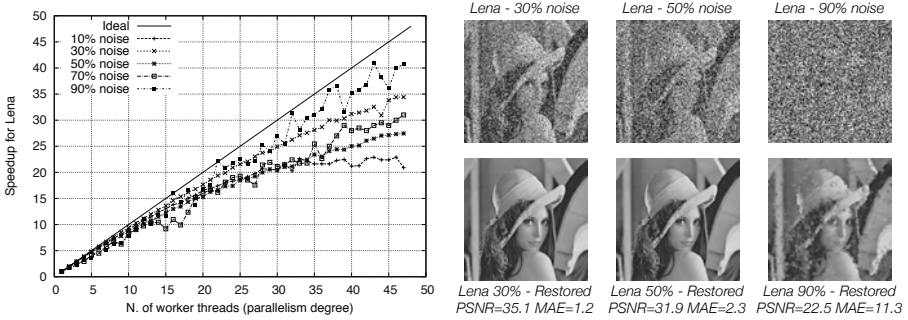 Speedup for Lena
50
45
40
35
30
25
20
15
10
5
0
Ideal
10% noise
30% noise
50% noise
70% noise
90% noise
0 5 10 15 20 25 30 35 40 45 50
N. of worker threads (parallelism degree)
Lena - 30% noise
Lena - 50% noise
Lena - 90% noise
Lena 30% - Restored
PSNR=35.1 MAE=1.2
Lena 50% - Restored
PSNR=31.9 MAE=2.3
Lena 90% - Restored
PSNR=22.5 MAE=11.3